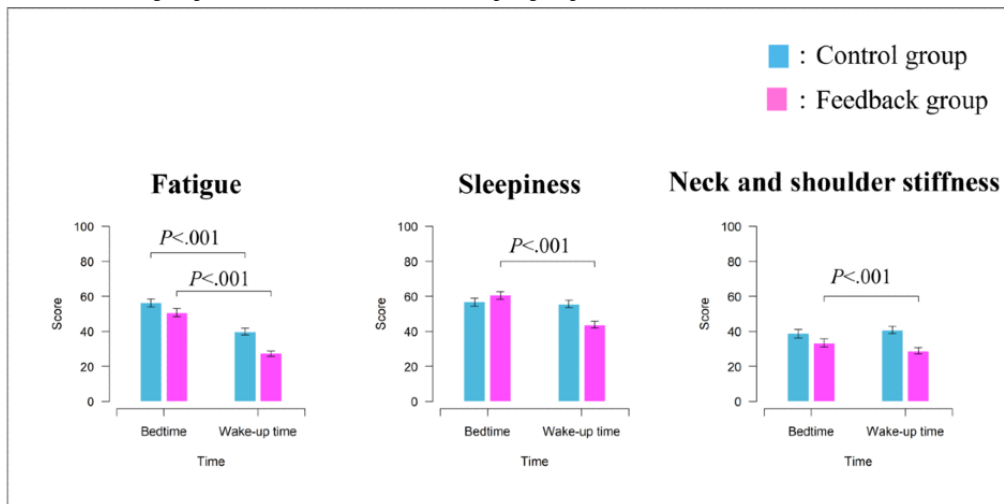 : Control group
: Feedback group
Fatigue
Sleepiness
Neck and shoulder stiffness
100
80
60
40
20
0
Score
P<.001
P<.001
Bedtime
Wake-up time
Time
100
80
60
40
20
0
Score
P<.001
Bedtime
Wake-up time
Time
100
80
60
40
20
0
Score
P<.001
Bedtime
Wake-up time
Time